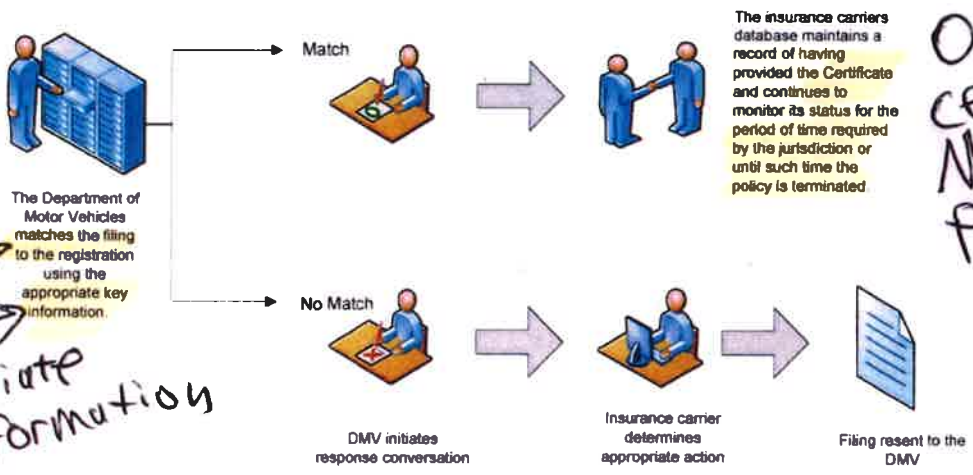 Match
The insurance carriers
database maintains a
record of having
provided the Certificate
and continues to
monitor its status for the
period of time required
by the jurisdiction or
until such time the
policy is terminated
The Department of
Motor Vehicles
matches the filing
to the registration
using the
appropriate key
information.
No Match
DMV initiates
response conversation
Insurance carrier
determines
appropriate action
Filing resent to the
DMV